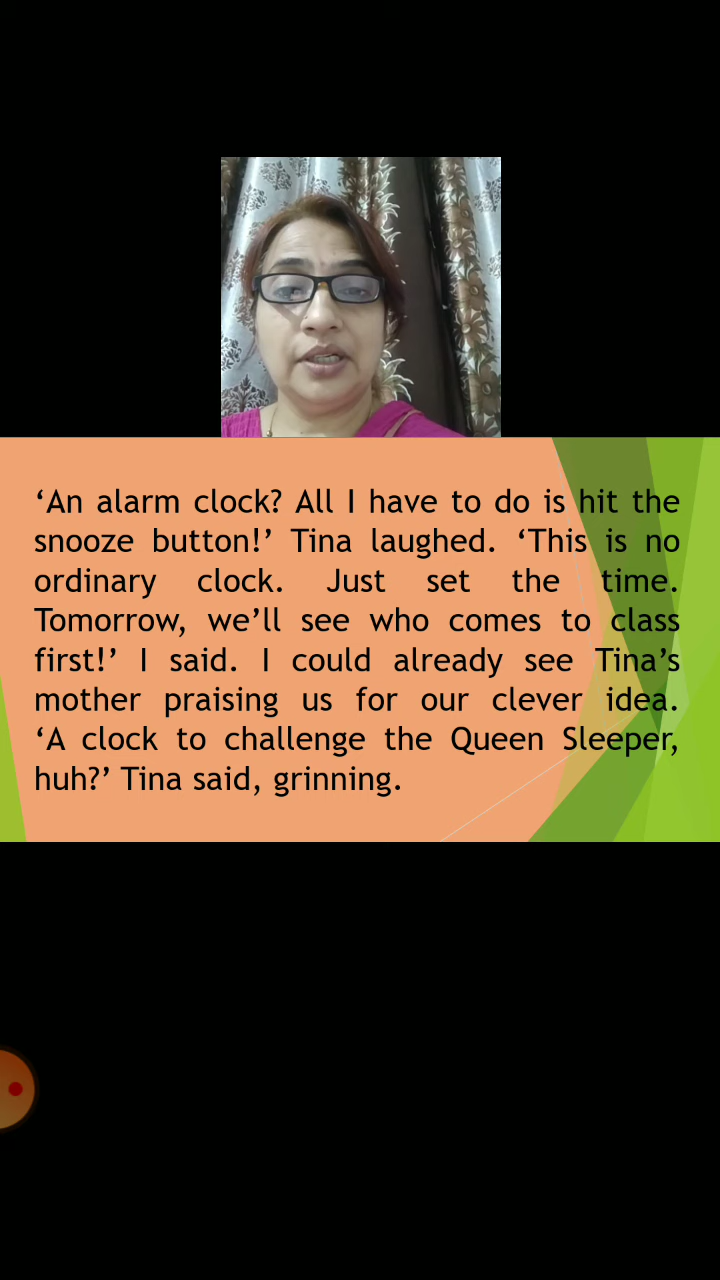 ‘An alarm clock? All I have to do is hit the
snooze button!’ Tina laughed. ‘This is no
ordinary clock. Just set the time.
Tomorrow, we’ll see who comes to class
first!’ I said. I could already see Tina’s
mother praising us for our clever idea.
‘A clock to challenge the Queen Sleeper,
huh?’ Tina said, grinning.